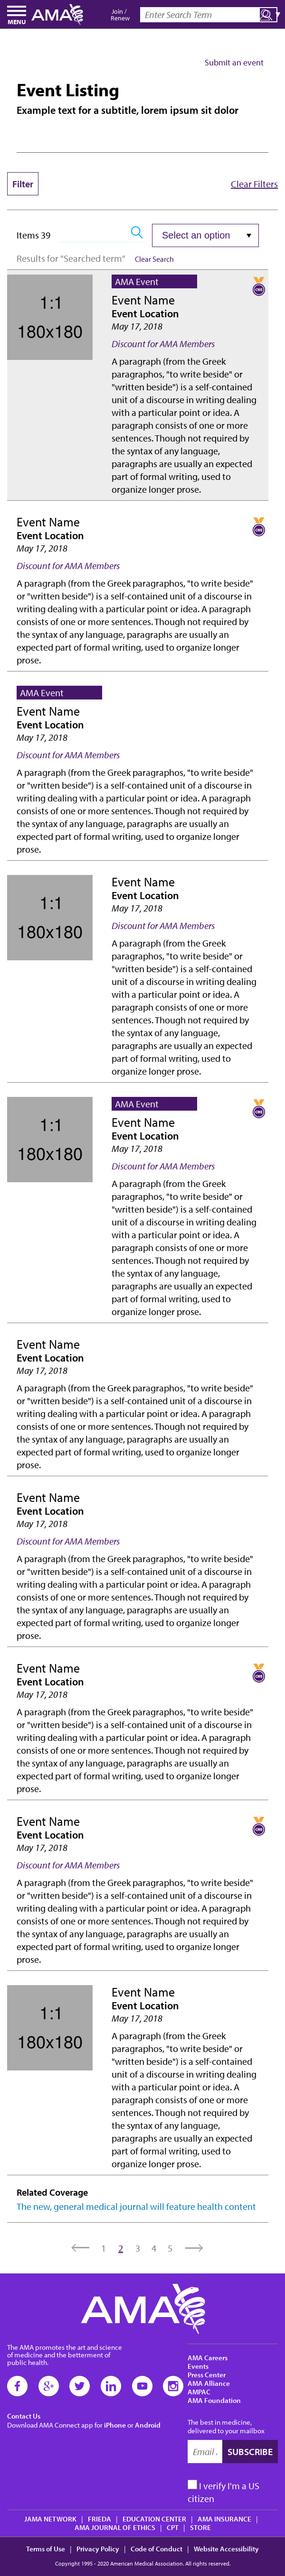 MENU
AMA
Join /
Renew
Enter Search Term
Submit an event
Event Listing
Example text for a subtitle, lorem ipsum sit dolor
Filter
Clear Filters
Items 39
Select an option
Results for "Searched term"
Clear Search
1:1
180x180
AMA Event
Event Name
CME
Event Location
May 17, 2018
Discount for AMA Members
A paragraph (from the Greek
paragraphos, "to write beside" or
"written beside") is a self-contained
unit of a discourse in writing dealing
with a particular point or idea. A
paragraph consists of one or more
sentences. Though not required by
the syntax of any language,
paragraphs are usually an expected
part of formal writing, used to
organize longer prose.
Event Name
CME
Event Location
May 17, 2018
Discount for AMA Members
A paragraph (from the Greek paragraphos, "to write beside"
or "written beside") is a self-contained unit of a discourse in
writing dealing with a particular point or idea. A paragraph
consists of one or more sentences. Though not required by
the syntax of any language, paragraphs are usually an
expected part of formal writing, used to organize longer
prose.
AMA Event
Event Name
Event Location
May 17, 2018
Discount for AMA Members
A paragraph (from the Greek paragraphos, "to write beside"
or "written beside") is a self-contained unit of a discourse in
writing dealing with a particular point or idea. A paragraph
consists of one or more sentences. Though not required by
the syntax of any language, paragraphs are usually an
expected part of formal writing, used to organize longer
prose.
1:1
180x180
Event Name
Event Location
May 17, 2018
Discount for AMA Members
A paragraph (from the Greek
paragraphos, "to write beside" or
"written beside") is a self-contained
unit of a discourse in writing dealing
with a particular point or idea. A
paragraph consists of one or more
sentences. Though not required by
the syntax of any language,
paragraphs are usually an expected
part of formal writing, used to
organize longer prose.
1:1
180x180
AMA Event
Event Name
CME
Event Location
May 17, 2018
Discount for AMA Members
A paragraph (from the Greek
paragraphos, "to write beside" or
"written beside") is a self-contained
unit of a discourse in writing dealing
with a particular point or idea. A
paragraph consists of one or more
sentences. Though not required by
the syntax of any language,
paragraphs are usually an expected
part of formal writing, used to
organize longer prose.
Event Name
Event Location
May 17, 2018
A paragraph (from the Greek paragraphos, "to write beside"
or "written beside") is a self-contained unit of a discourse in
writing dealing with a particular point or idea. A paragraph
consists of one or more sentences. Though not required by
the syntax of any language, paragraphs are usually an
expected part of formal writing, used to organize longer
prose.
Event Name
Event Location
May 17, 2018
Discount for AMA Members
A paragraph (from the Greek paragraphos, "to write beside"
or "written beside") is a self-contained unit of a discourse in
writing dealing with a particular point or idea. A paragraph
consists of one or more sentences. Though not required by
the syntax of any language, paragraphs are usually an
expected part of formal writing, used to organize longer
prose.
Event Name
CME
Event Location
May 17, 2018
A paragraph (from the Greek paragraphos, "to write beside"
or "written beside") is a self-contained unit of a discourse in
writing dealing with a particular point or idea. A paragraph
consists of one or more sentences. Though not required by
the syntax of any language, paragraphs are usually an
expected part of formal writing, used to organize longer
prose.
Event Name
CME
Event Location
May 17, 2018
Discount for AMA Members
A paragraph (from the Greek paragraphos, "to write beside"
or "written beside") is a self-contained unit of a discourse in
writing dealing with a particular point or idea. A paragraph
consists of one or more sentences. Though not required by
the syntax of any language, paragraphs are usually an
expected part of formal writing, used to organize longer
prose.
1:1
180x180
Event Name
Event Location
May 17, 2018
A paragraph (from the Greek
paragraphos, "to write beside" or
"written beside") is a self-contained
unit of a discourse in writing dealing
with a particular point or idea. A
paragraph consists of one or more
sentences. Though not required by
the syntax of any language,
paragraphs are usually an expected
part of formal writing, used to
organize longer prose.
Related Coverage
The new, general medical journal will feature health content
1 2 3 4 5
AMA
The AMA promotes the art and science
of medicine and the betterment of
public health.
Contact Us
Download AMA Connect app for iPhone or Android
AMA Careers
Events
Press Center
AMA Alliance
AMPAC
AMA Foundation
The best in medicine,
delivered to your mailbox
Email . SUBSCRIBE
I verify I'm a US
citizen
JAMA NETWORK | FREIDA | EDUCATION CENTER | AMA INSURANCE |
AMA JOURNAL OF ETHICS | CPT | STORE
Terms of Use | Privacy Policy | Code of Conduct | Website Accessibility
Copyright 1995 - 2020 American Medical Association. All rights reserved.